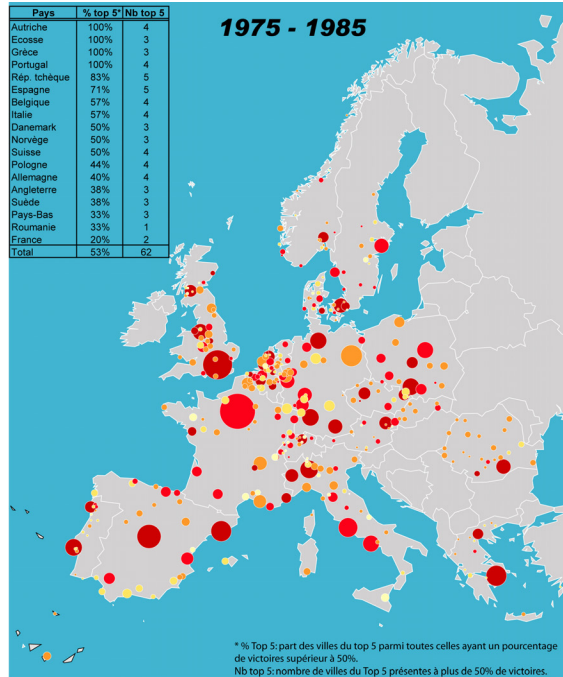 1975 - 1985
Pays % top 5* Nb top 5
Autriche 100% 4
Ecosse 100% 3
Grèce 100% 3
Portugal 100% 4
Rép. tchèque 83% 5
Espagne 71% 5
Belgique 57% 4
Italie 57% 4
Danemark 50% 3
Norvège 50% 3
Suisse 50% 4
Pologne 44% 4
Allemagne 40% 4
Angleterre 38% 3
Suède 38% 3
Pays-Bas 33% 3
Roumanie 33% 1
France 20% 2
Total 53% 62
* % Top 5: part des villes du top 5 parmi toutes celles ayant un pourcentage
de victoires supérieur à 50%.
Nb top 5: nombre de villes du Top 5 présentes à plus de 50% de victoires.